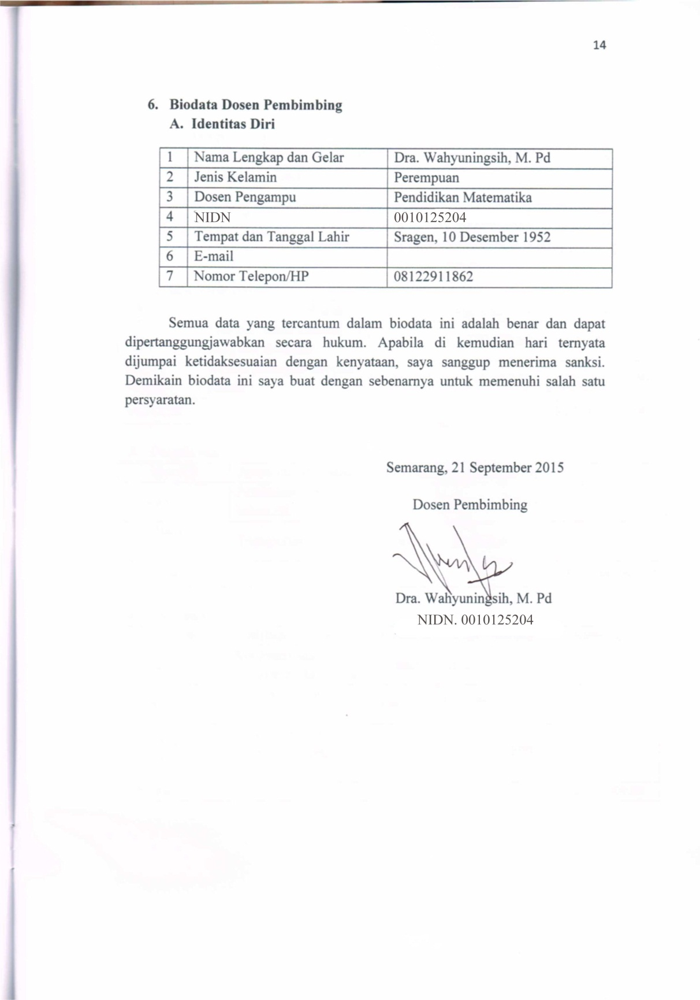 14
6. Biodata Dosen Pembimbing
A. Identitas Diri
1 Nama Lengkap dan Gelar Dra. Wahyuningsih, M. Pd
2 Jenis Kelamin Perempuan
3 Dosen Pengampu Pendidikan Matematika
4 NIDN 0010125204
5 Tempat dan Tanggal Lahir Sragen, 10 Desember 1952
6 E-mail
7 Nomor Telepon/HP 08122911862
Semua data yang tercantum dalam biodata ini adalah benar dan dapat
dipertanggungjawabkan secara hukum. Apabila di kemudian hari ternyata
dijumpai ketidaksesuaian dengan kenyataan, saya sanggup menerima sanksi.
Demikain biodata ini saya buat dengan sebenarnya untuk memenuhi salah satu
persyaratan.
Semarang, 21 September 2015
Dosen Pembimbing
Dra. Wahyuningsih, M. Pd
NIDN. 0010125204